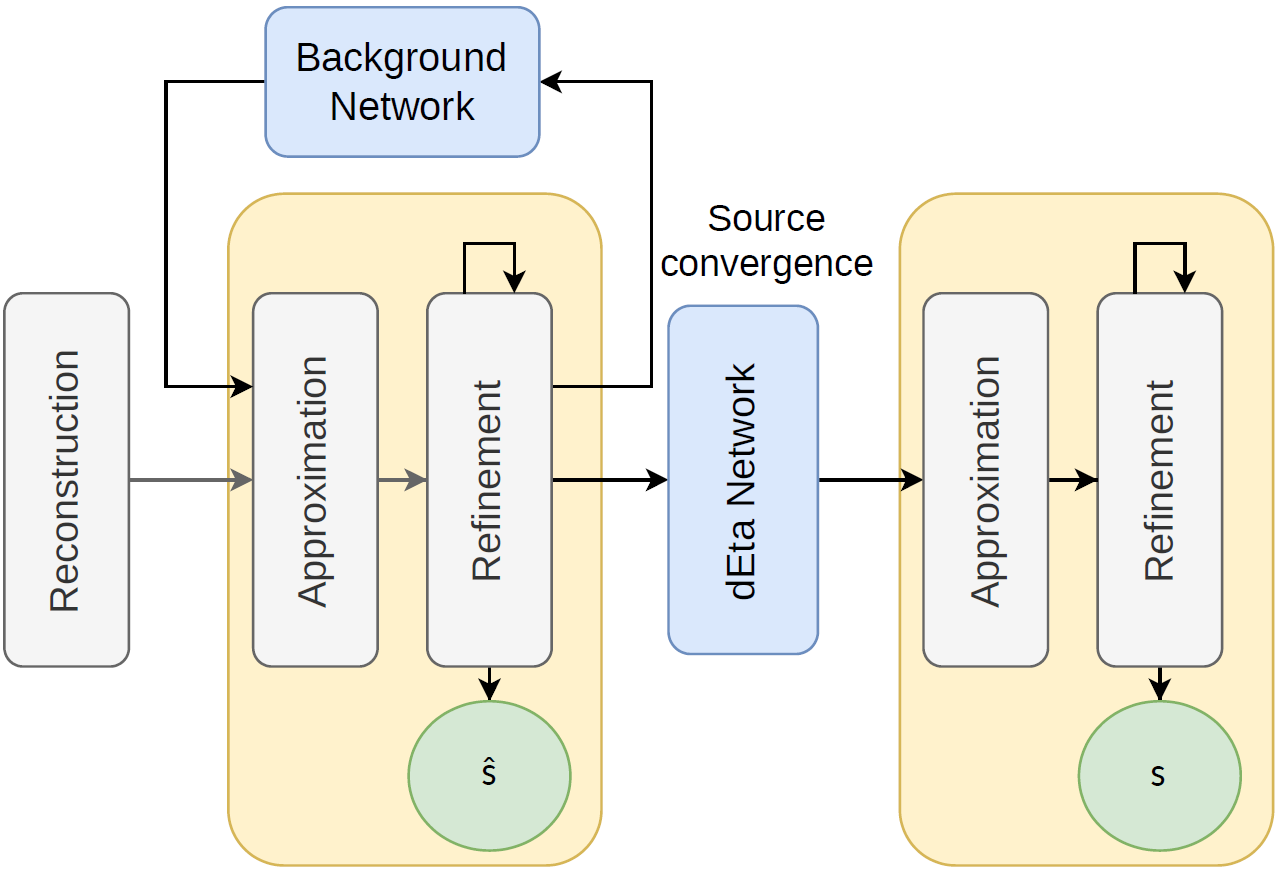 Background
Network
Source
convergence
Reconstruction
Approximation
Refinement
dEta Network
Approximation
Refinement
ŝ
s